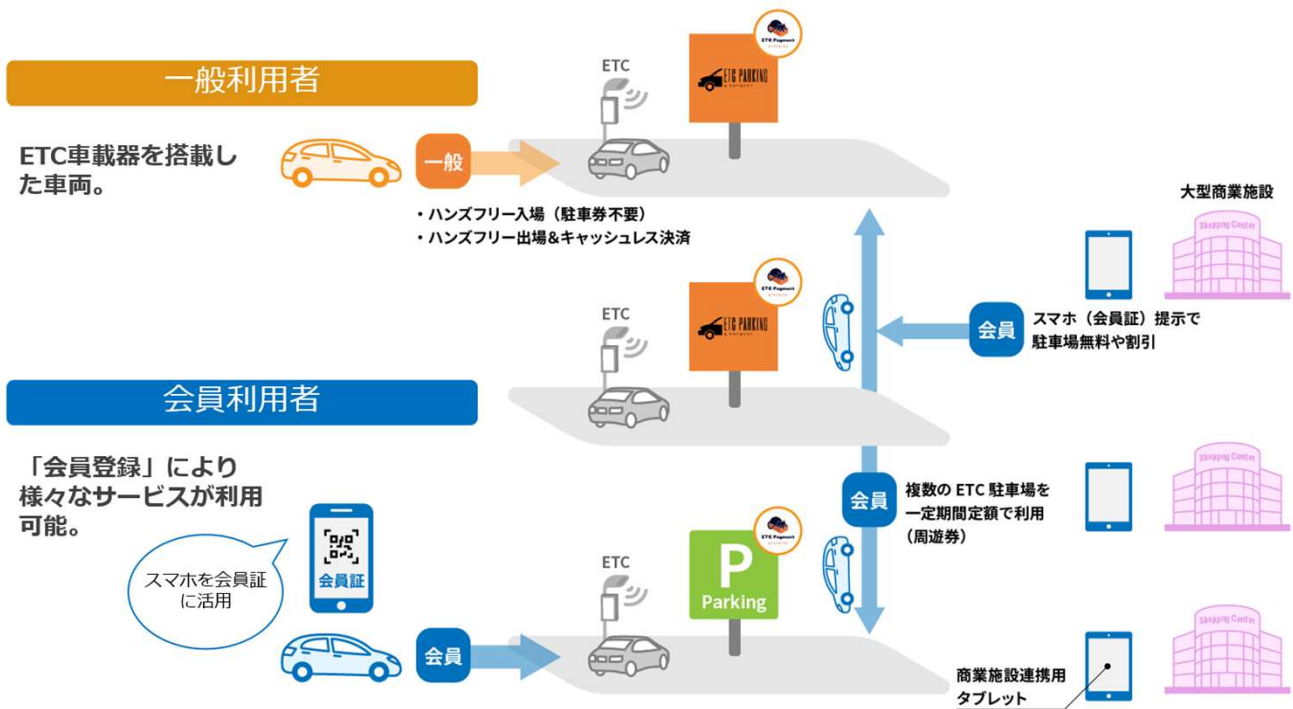 一般利用者
ETC車載器を搭載し
た車両。
一般
・ハンズフリー入場（駐車券不要）
・ハンズフリー出場&キャッシュレス決済
ETC
ETC PARKING
& PAYMENT
ETC Payment
大型商業施設
Shopping Center
会員
スマホ（会員証）提示で
駐車場無料や割引
ETC
ETC PARKING
& PAYMENT
ETC Payment
会員利用者
「会員登録」により
様々なサービスが利用
可能。
スマホを会員証
に活用
会員証
会員
会員
複数の ETC 駐車場を
一定期間定額で利用
（周遊券）
Shopping Center
ETC
P
Parking
ETC Payment
商業施設連携用
タブレット
Shopping Center